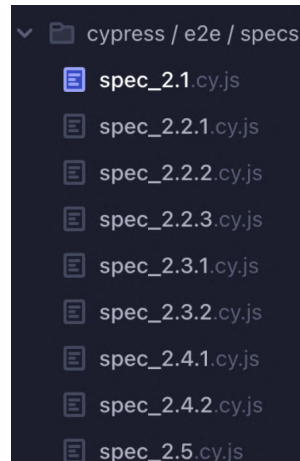 cypress / e2e / specs
spec_2.1.cy.js
spec_2.2.1.cy.js
spec_2.2.2.cy.js
spec_2.2.3.cy.js
spec_2.3.1.cy.js
spec_2.3.2.cy.js
spec_2.4.1.cy.js
spec_2.4.2.cy.js
spec_2.5.cy.js